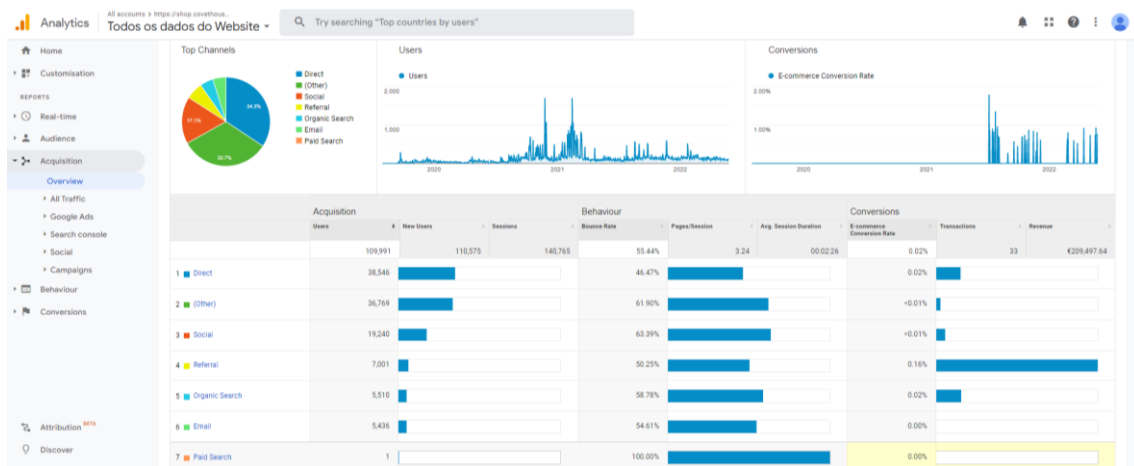 All accounts > https://shop.covethous...
Analytics
Todos os dados do Website
Try searching "Top countries by users"
Home
Customisation
REPORTS
Real-time
Audience
Acquisition
Overview
All Traffic
Google Ads
Search console
Social
Campaigns
Behaviour
Conversions
Attribution BETA
Discover
Top Channels
Direct
(Other)
Social
Referral
Organic Search
Email
Paid Search
34.3%
17.1%
32.7%
Users
Users
2,000
1,000
2020 2021 2022
Conversions
E-commerce Conversion Rate
2.00%
1.00%
2020 2021 2022
Acquisition Behaviour Conversions
Users New Users Sessions Bounce Rate Pages/Session Avg. Session Duration E-commerce Conversion Rate Transactions Revenue
109,991 110,575 140,765 55.44% 3.24 00:02:26 0.02% 33 €209,497.64
1 Direct 38,546 46.47% 0.02%
2 (Other) 36,769 61.90% <0.01%
3 Social 19,240 63.39% <0.01%
4 Referral 7,001 50.25% 0.16%
5 Organic Search 5,510 58.78% 0.02%
6 Email 5,436 54.61% 0.00%
7 Paid Search 1 100.00% 0.00%